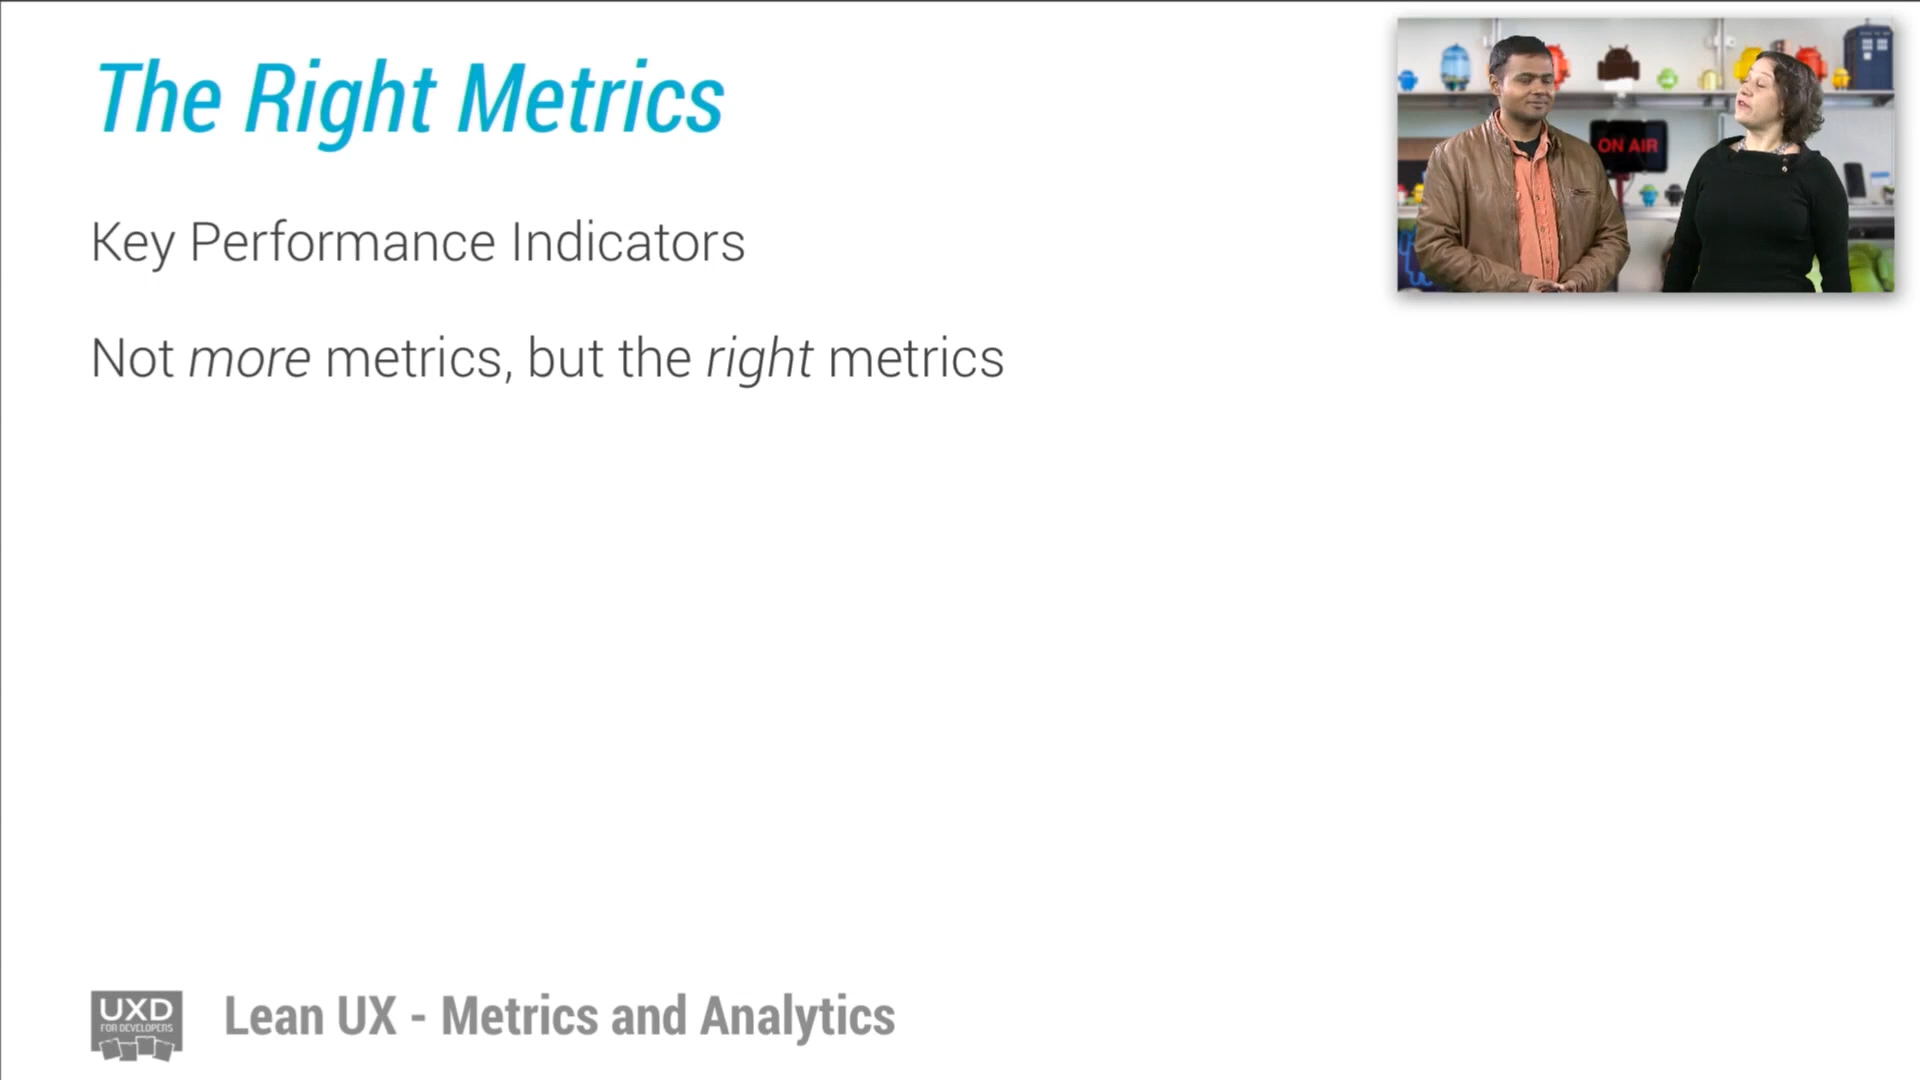 The Right Metrics
Key Performance Indicators
Not more metrics, but the right metrics
ON AIR
UXD
FOR DEVELOPERS
Lean UX - Metrics and Analytics